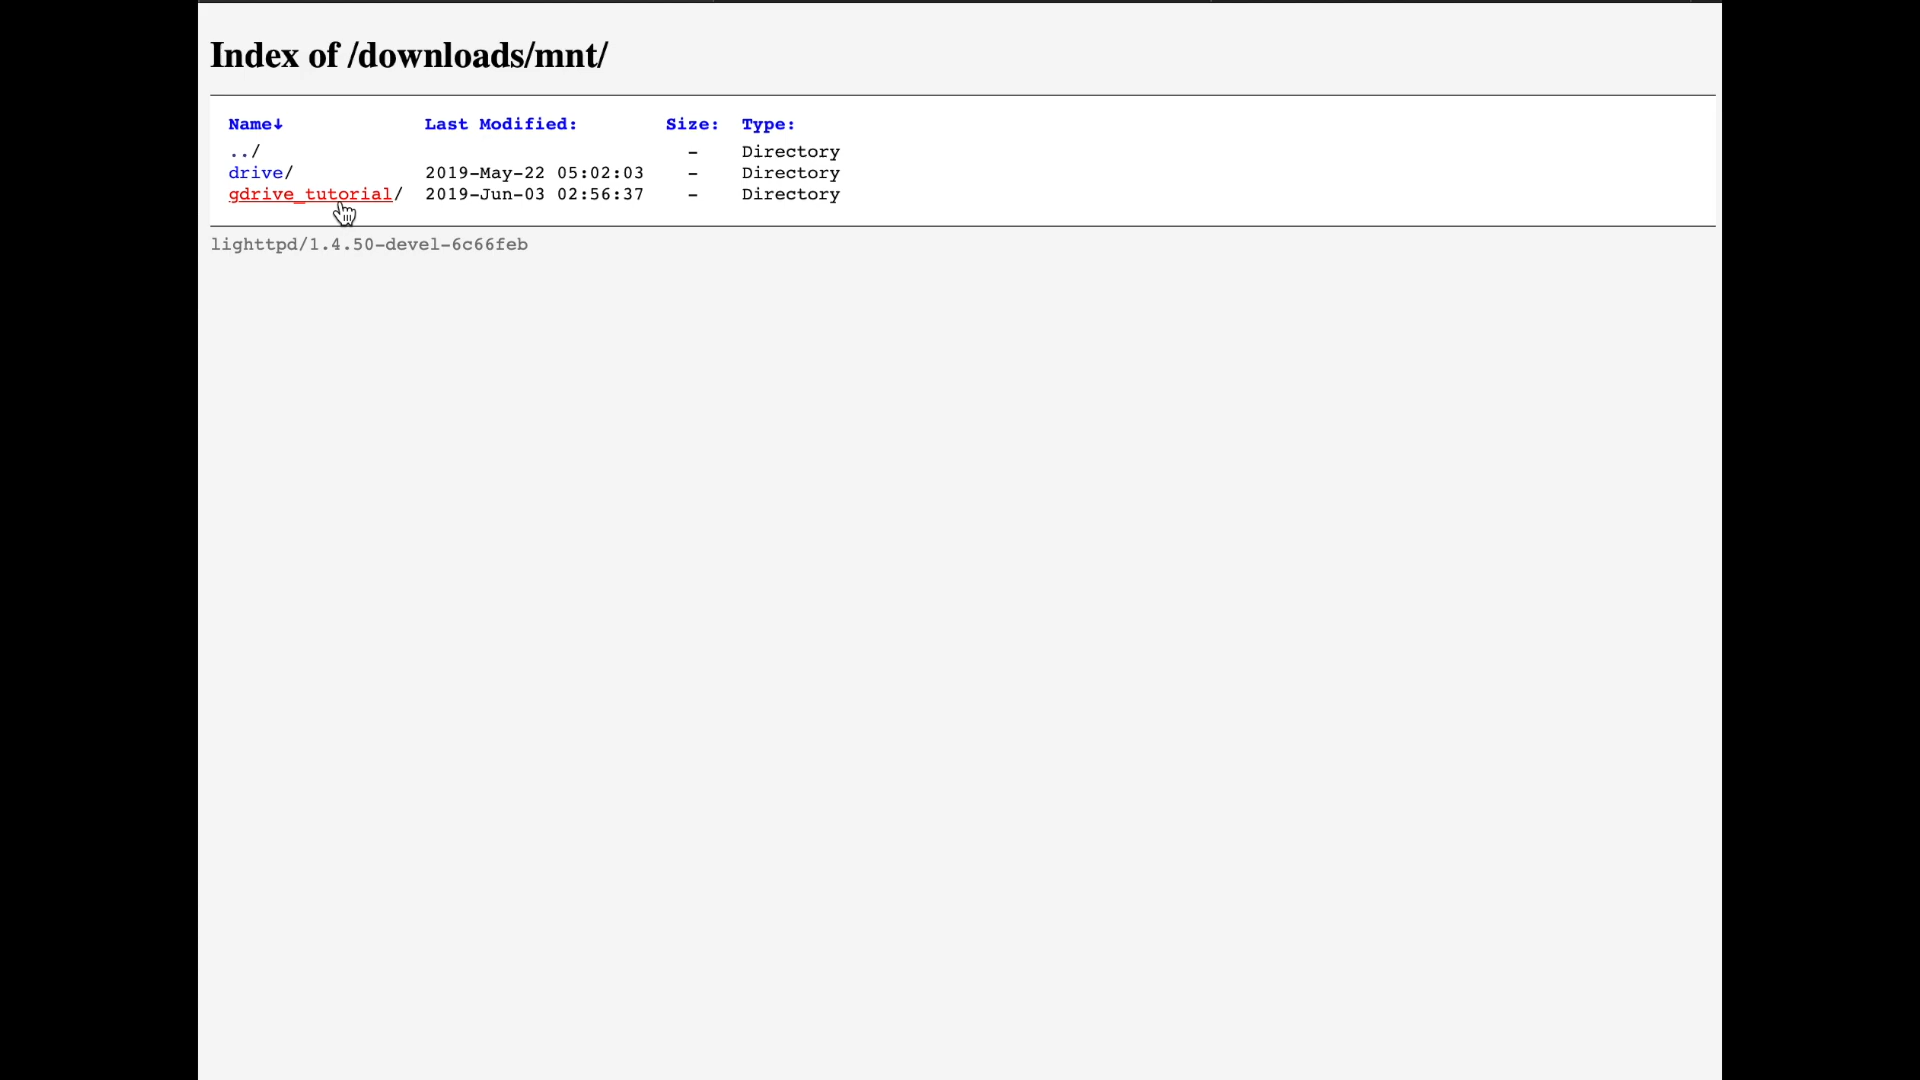 Index of /downloads/mnt/
Name↓ Last Modified: Size: Type:
../ - Directory
drive/ 2019-May-22 05:02:03 - Directory
gdrive_tutorial/ 2019-Jun-03 02:56:37 - Directory
lighttpd/1.4.50-devel-6c66feb